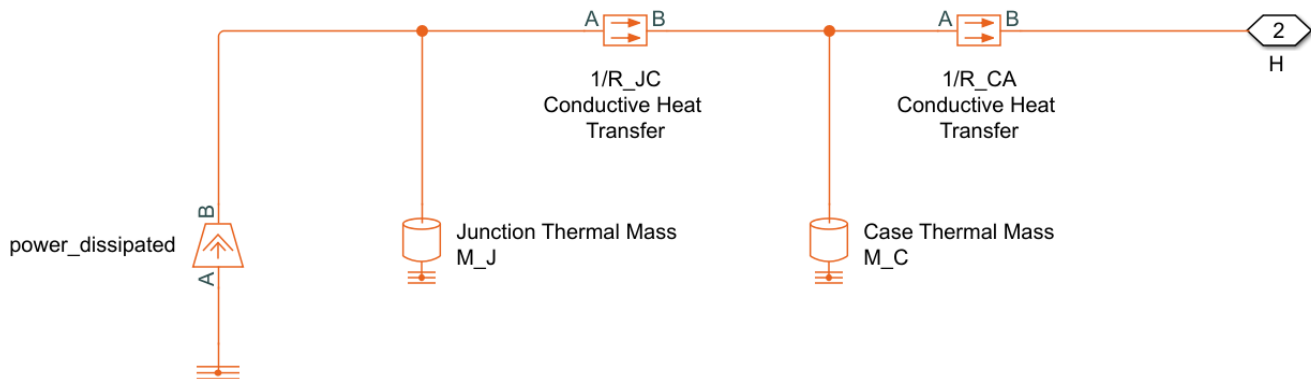 A B
1/R_JC
Conductive Heat
Transfer
A B
1/R_CA
Conductive Heat
Transfer
2
H
B
power_dissipated
A
Junction Thermal Mass
M_J
Case Thermal Mass
M_C